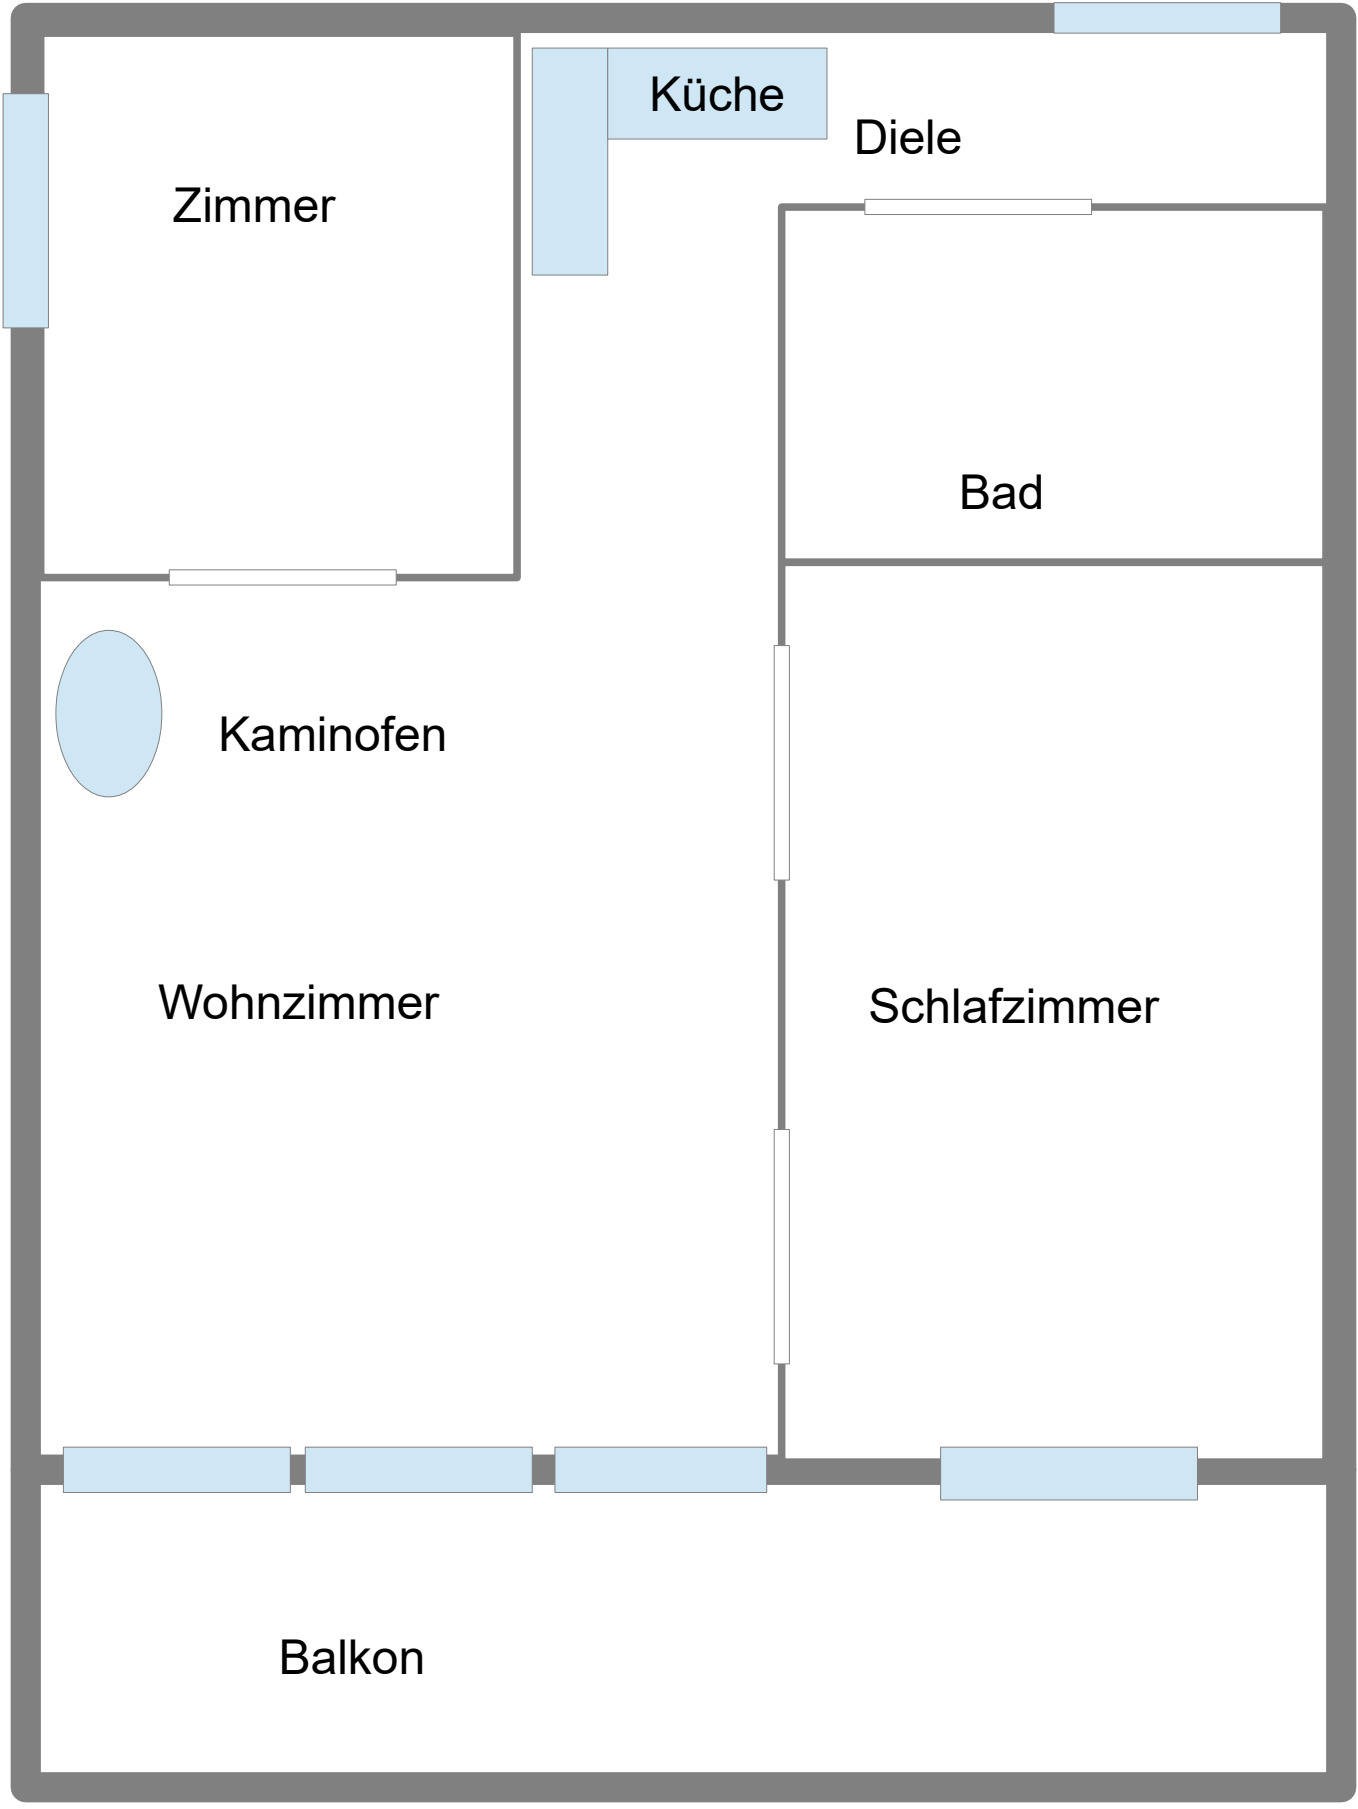 Küche
Diele
Zimmer
Bad
Kaminofen
Wohnzimmer
Schlafzimmer
Balkon